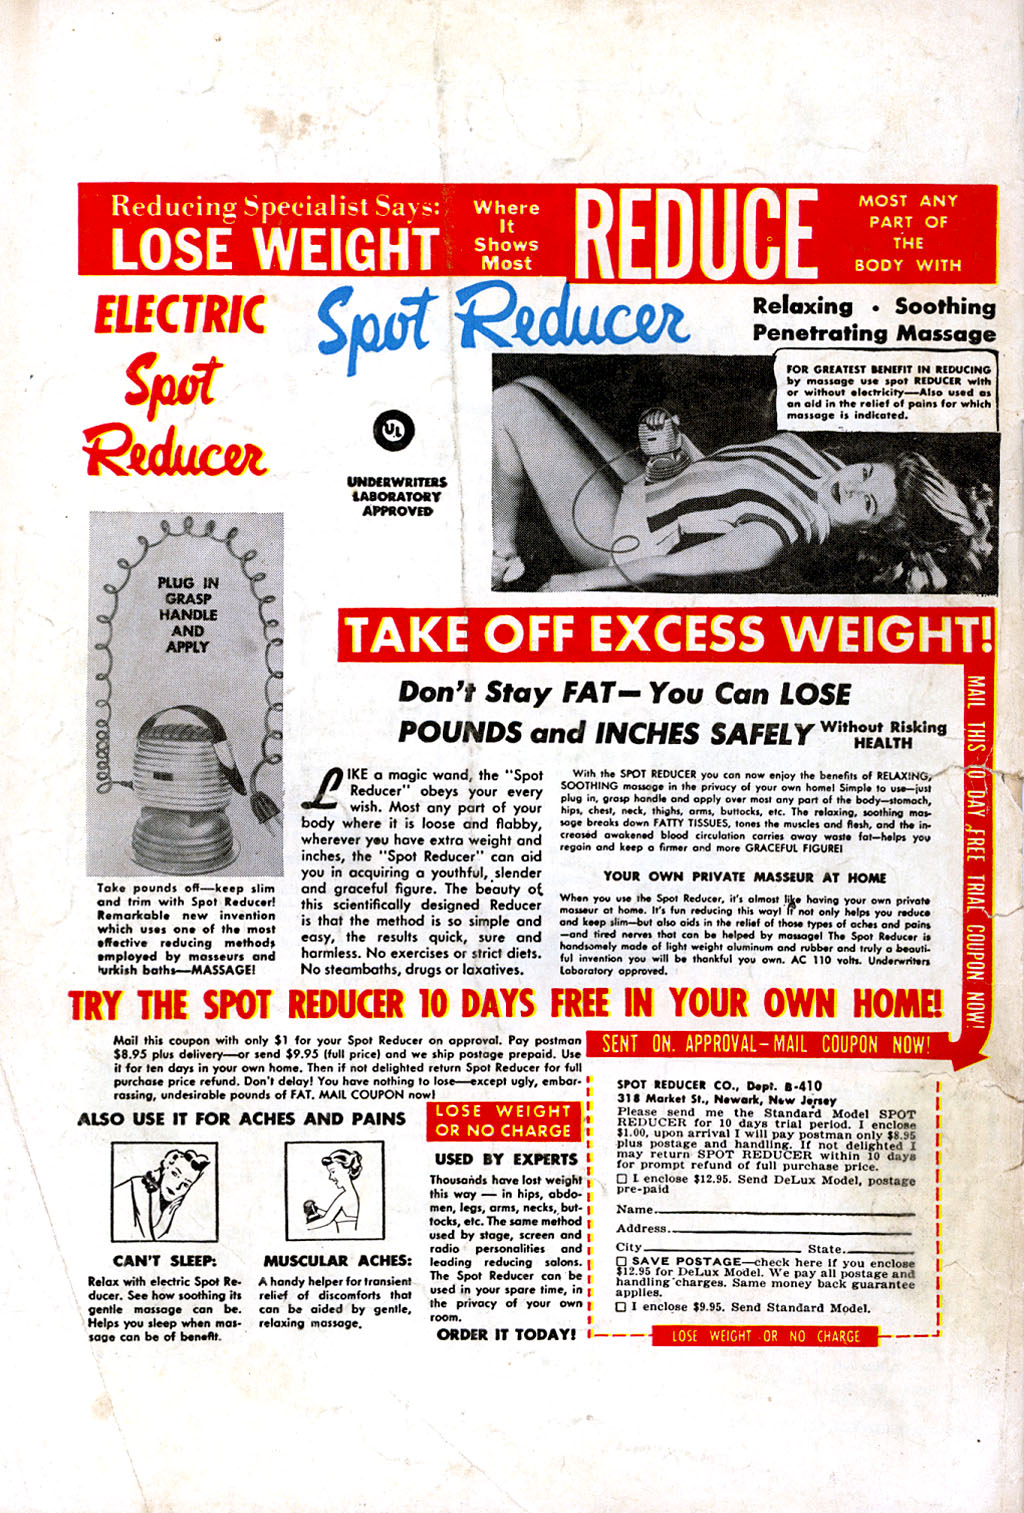 Reducing Specialist Says:
LOSE WEIGHT
Where
It
Shows
Most
REDUCE
MOST ANY
PART OF
THE
BODY WITH
ELECTRIC
Spot
Reducer
Spot Reducer
Relaxing • Soothing
Penetrating Massage
UL
UNDERWRITERS
LABORATORY
APPROVED
FOR GREATEST BENEFIT IN REDUCING
by massage use spot REDUCER with
or without electricity—Also used as
an aid in the relief of pains for which
massage is indicated.
PLUG IN
GRASP
HANDLE
AND
APPLY
TAKE OFF EXCESS WEIGHT!
Don't Stay FAT—You Can LOSE
POUNDS and INCHES SAFELY Without Risking
HEALTH
MAIL THIS 10 DAY FREE TRIAL COUPON NOW!
Take pounds off—keep slim
and trim with Spot Reducer!
Remarkable new invention
which uses one of the most
effective reducing methods
employed by masseurs and
turkish baths—MASSAGE!
LIKE a magic wand, the "Spot
Reducer" obeys your every
wish. Most any part of your
body where it is loose and flabby,
wherever you have extra weight and
inches, the "Spot Reducer" can aid
you in acquiring a youthful, slender
and graceful figure. The beauty of
this scientifically designed Reducer
is that the method is so simple and
easy, the results quick, sure and
harmless. No exercises or strict diets.
No steambaths, drugs or laxatives.
With the SPOT REDUCER you can now enjoy the benefits of RELAXING,
SOOTHING massage in the privacy of your own home! Simple to use—just
plug in, grasp handle and apply over most any part of the body—stomach,
hips, chest, neck, thighs, arms, buttocks, etc. The relaxing, soothing mas-
sage breaks down FATTY TISSUES, tones the muscles and flesh, and the in-
creased awakened blood circulation carries away waste fat—helps you
regain and keep a firmer and more GRACEFUL FIGURE!
YOUR OWN PRIVATE MASSEUR AT HOME
When you use the Spot Reducer, it's almost like having your own private
masseur at home. It's fun reducing this way! It not only helps you reduce
and keep slim—but also aids in the relief of those types of aches and pains
—and tired nerves that can be helped by massage! The Spot Reducer is
handsomely made of light weight aluminum and rubber and truly a beauti-
ful invention you will be thankful you own. AC 110 volts. Underwriters
Laboratory approved.
TRY THE SPOT REDUCER 10 DAYS FREE IN YOUR OWN HOME!
Mail this coupon with only $1 for your Spot Reducer on approval. Pay postman
$8.95 plus delivery—or send $9.95 (full price) and we ship postage prepaid. Use
it for ten days in your own home. Then if not delighted return Spot Reducer for full
purchase price refund. Don't delay! You have nothing to lose—except ugly, embar-
rassing, undesirable pounds of FAT. MAIL COUPON now!
SENT ON APPROVAL—MAIL COUPON NOW!
ALSO USE IT FOR ACHES AND PAINS
CAN'T SLEEP:
Relax with electric Spot Re-
ducer. See how soothing its
gentle massage can be.
Helps you sleep when mas-
sage can be of benefit.
MUSCULAR ACHES:
A handy helper for transient
relief of discomforts that
can be aided by gentle,
relaxing massage.
LOSE WEIGHT
OR NO CHARGE
USED BY EXPERTS
Thousands have lost weight
this way — in hips, abdo-
men, legs, arms, necks, but-
tocks, etc. The same method
used by stage, screen and
radio personalities and
leading reducing salons.
The Spot Reducer can be
used in your spare time, in
the privacy of your own
room.
ORDER IT TODAY!
SPOT REDUCER CO., Dept. B-410
318 Market St., Newark, New Jersey
Please send me the Standard Model SPOT
REDUCER for 10 days trial period. I enclose
$1.00, upon arrival I will pay postman only $8.95
plus postage and handling. If not delighted I
may return SPOT REDUCER within 10 days
for prompt refund of full purchase price.
☐ I enclose $12.95. Send DeLux Model, postage
pre-paid
Name
Address
City State
☐ SAVE POSTAGE—check here if you enclose
$12.95 for DeLux Model. We pay all postage and
handling charges. Same money back guarantee
applies.
☐ I enclose $9.95. Send Standard Model.
LOSE WEIGHT OR NO CHARGE